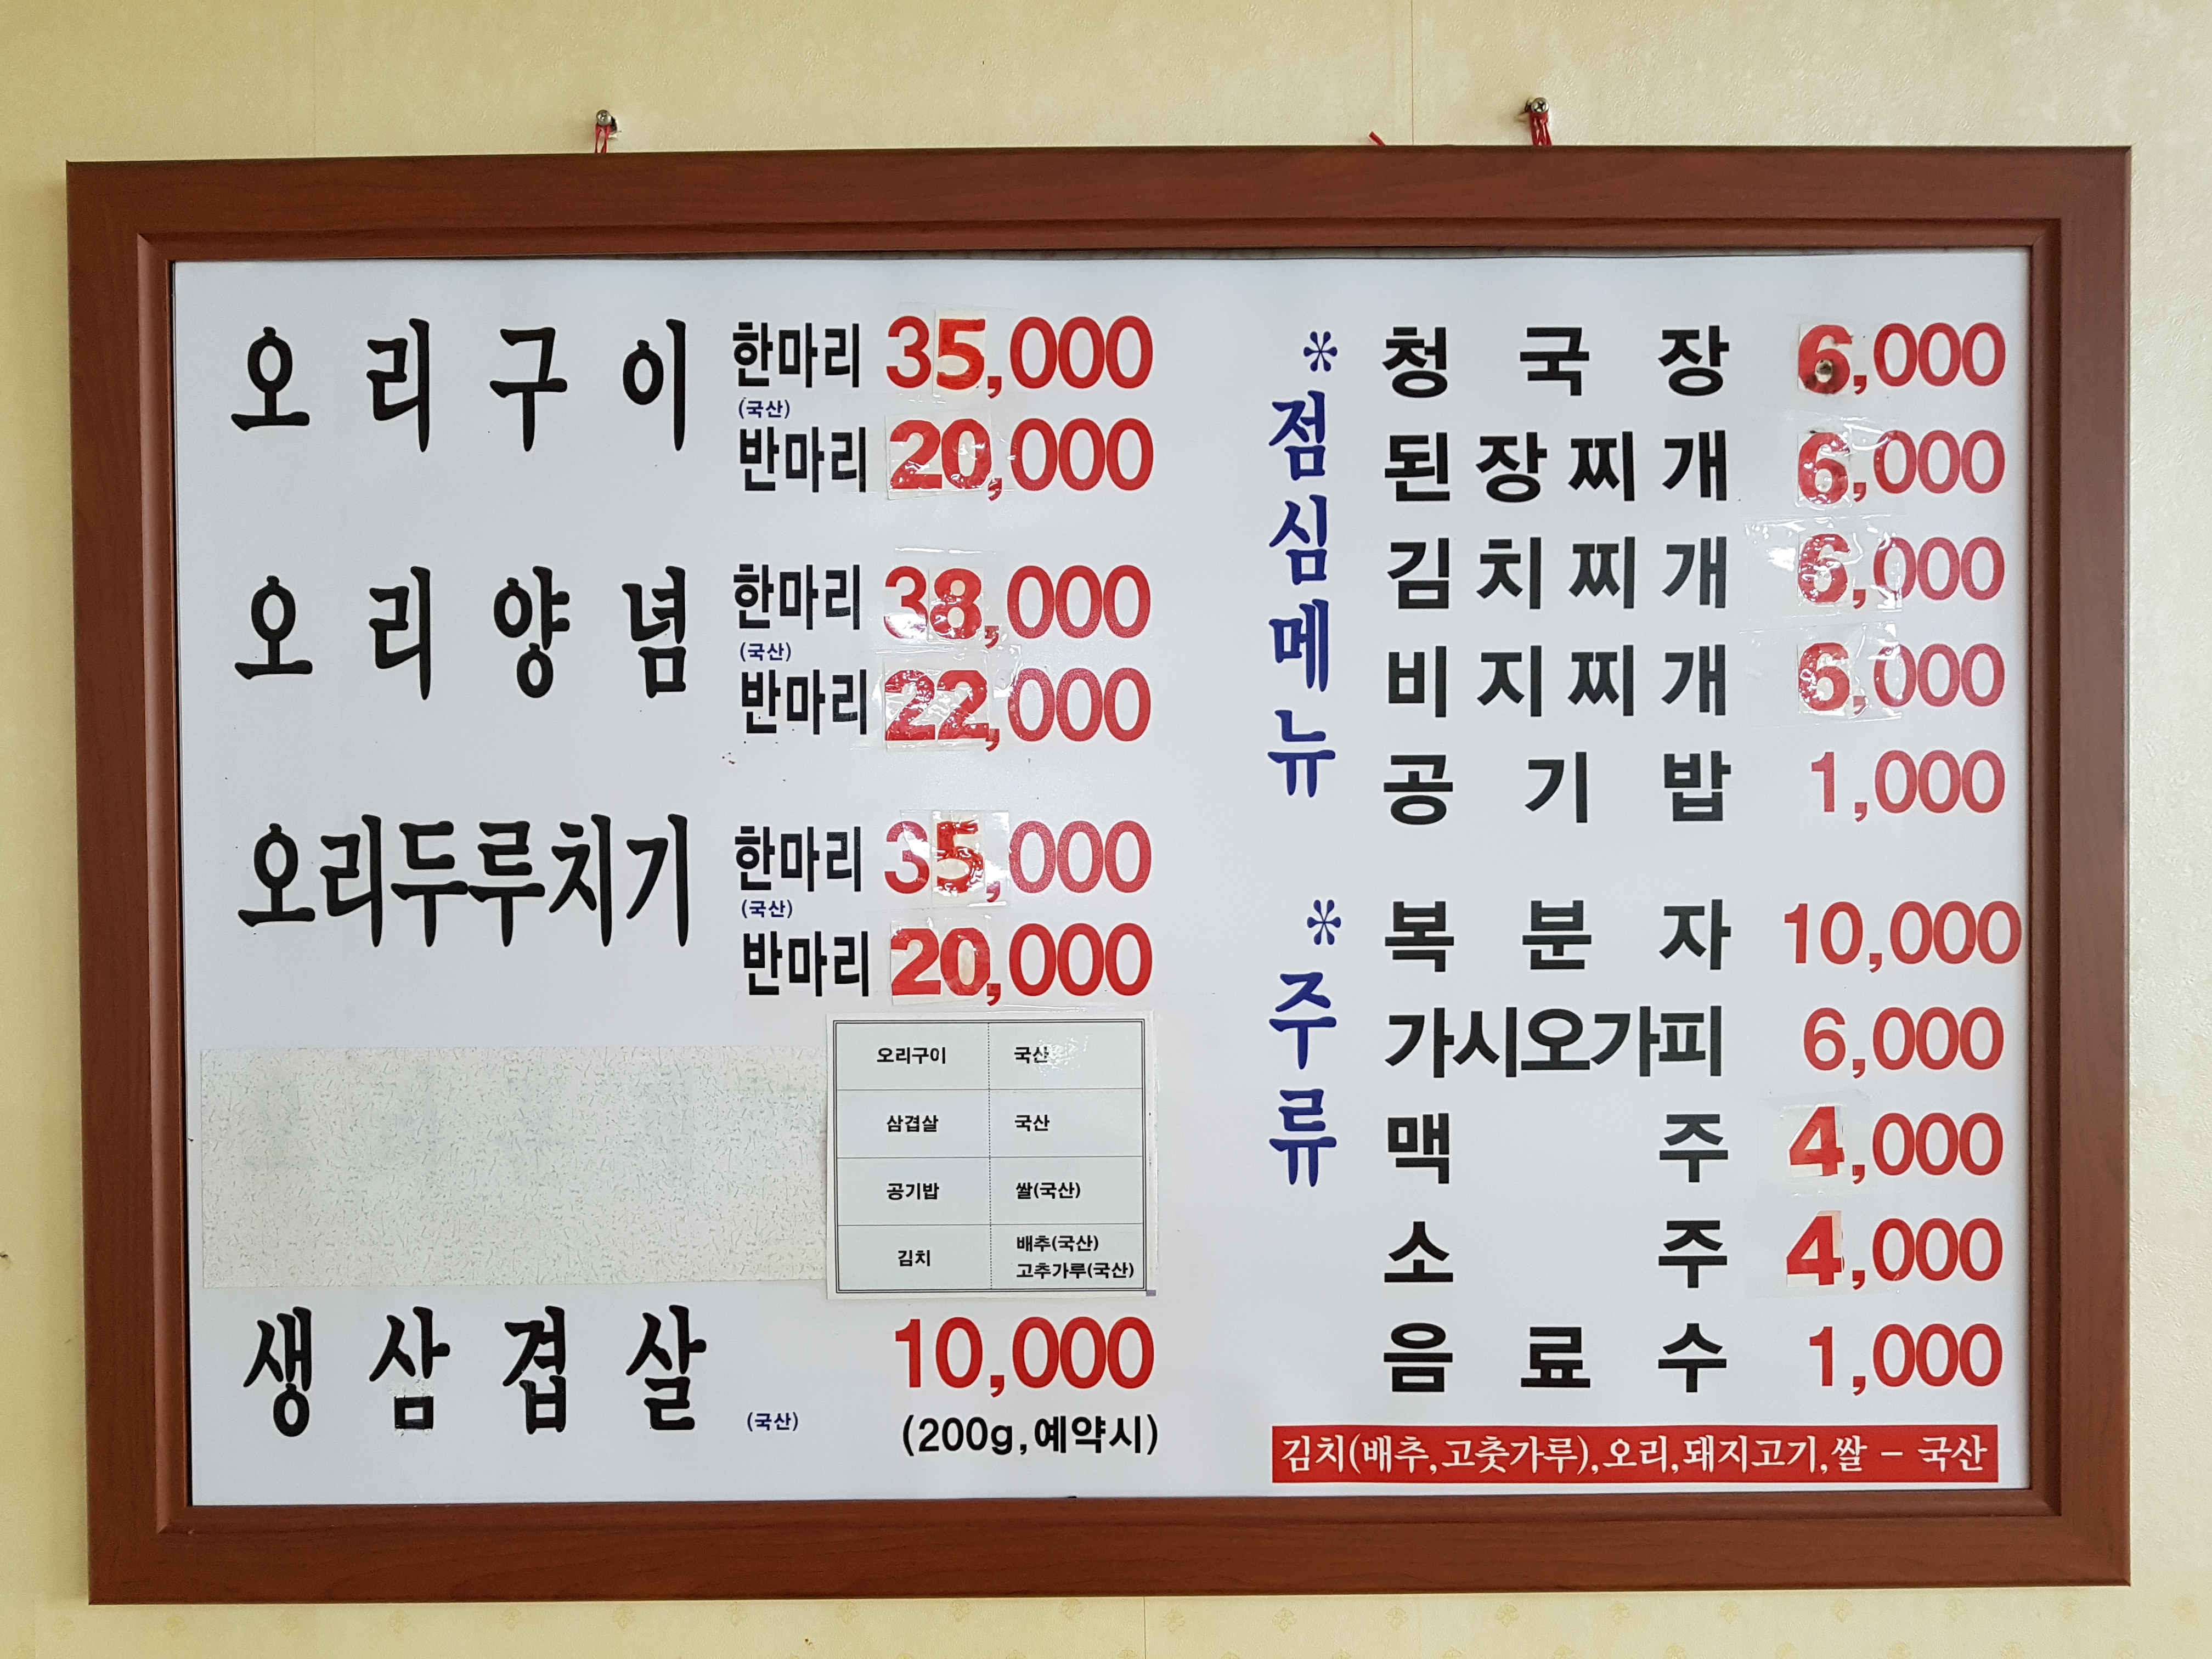 오리구이 한마리 35,000
(국산)
반마리 20,000
오리양념 한마리 38,000
(국산)
반마리 22,000
오리두루치기 한마리 35,000
(국산)
반마리 20,000
오리구이 국산
삼겹살 국산
공기밥 쌀(국산)
김치 배추(국산)
고추가루(국산)
생삼겹살 (국산) 10,000
(200g,예약시)
*점심메뉴
청국장 6,000
된장찌개 6,000
김치찌개 6,000
비지찌개 6,000
공기밥 1,000
*주류
복분자 10,000
가시오가피 6,000
맥주 4,000
소주 4,000
음료수 1,000
김치(배추,고춧가루),오리,돼지고기,쌀 - 국산